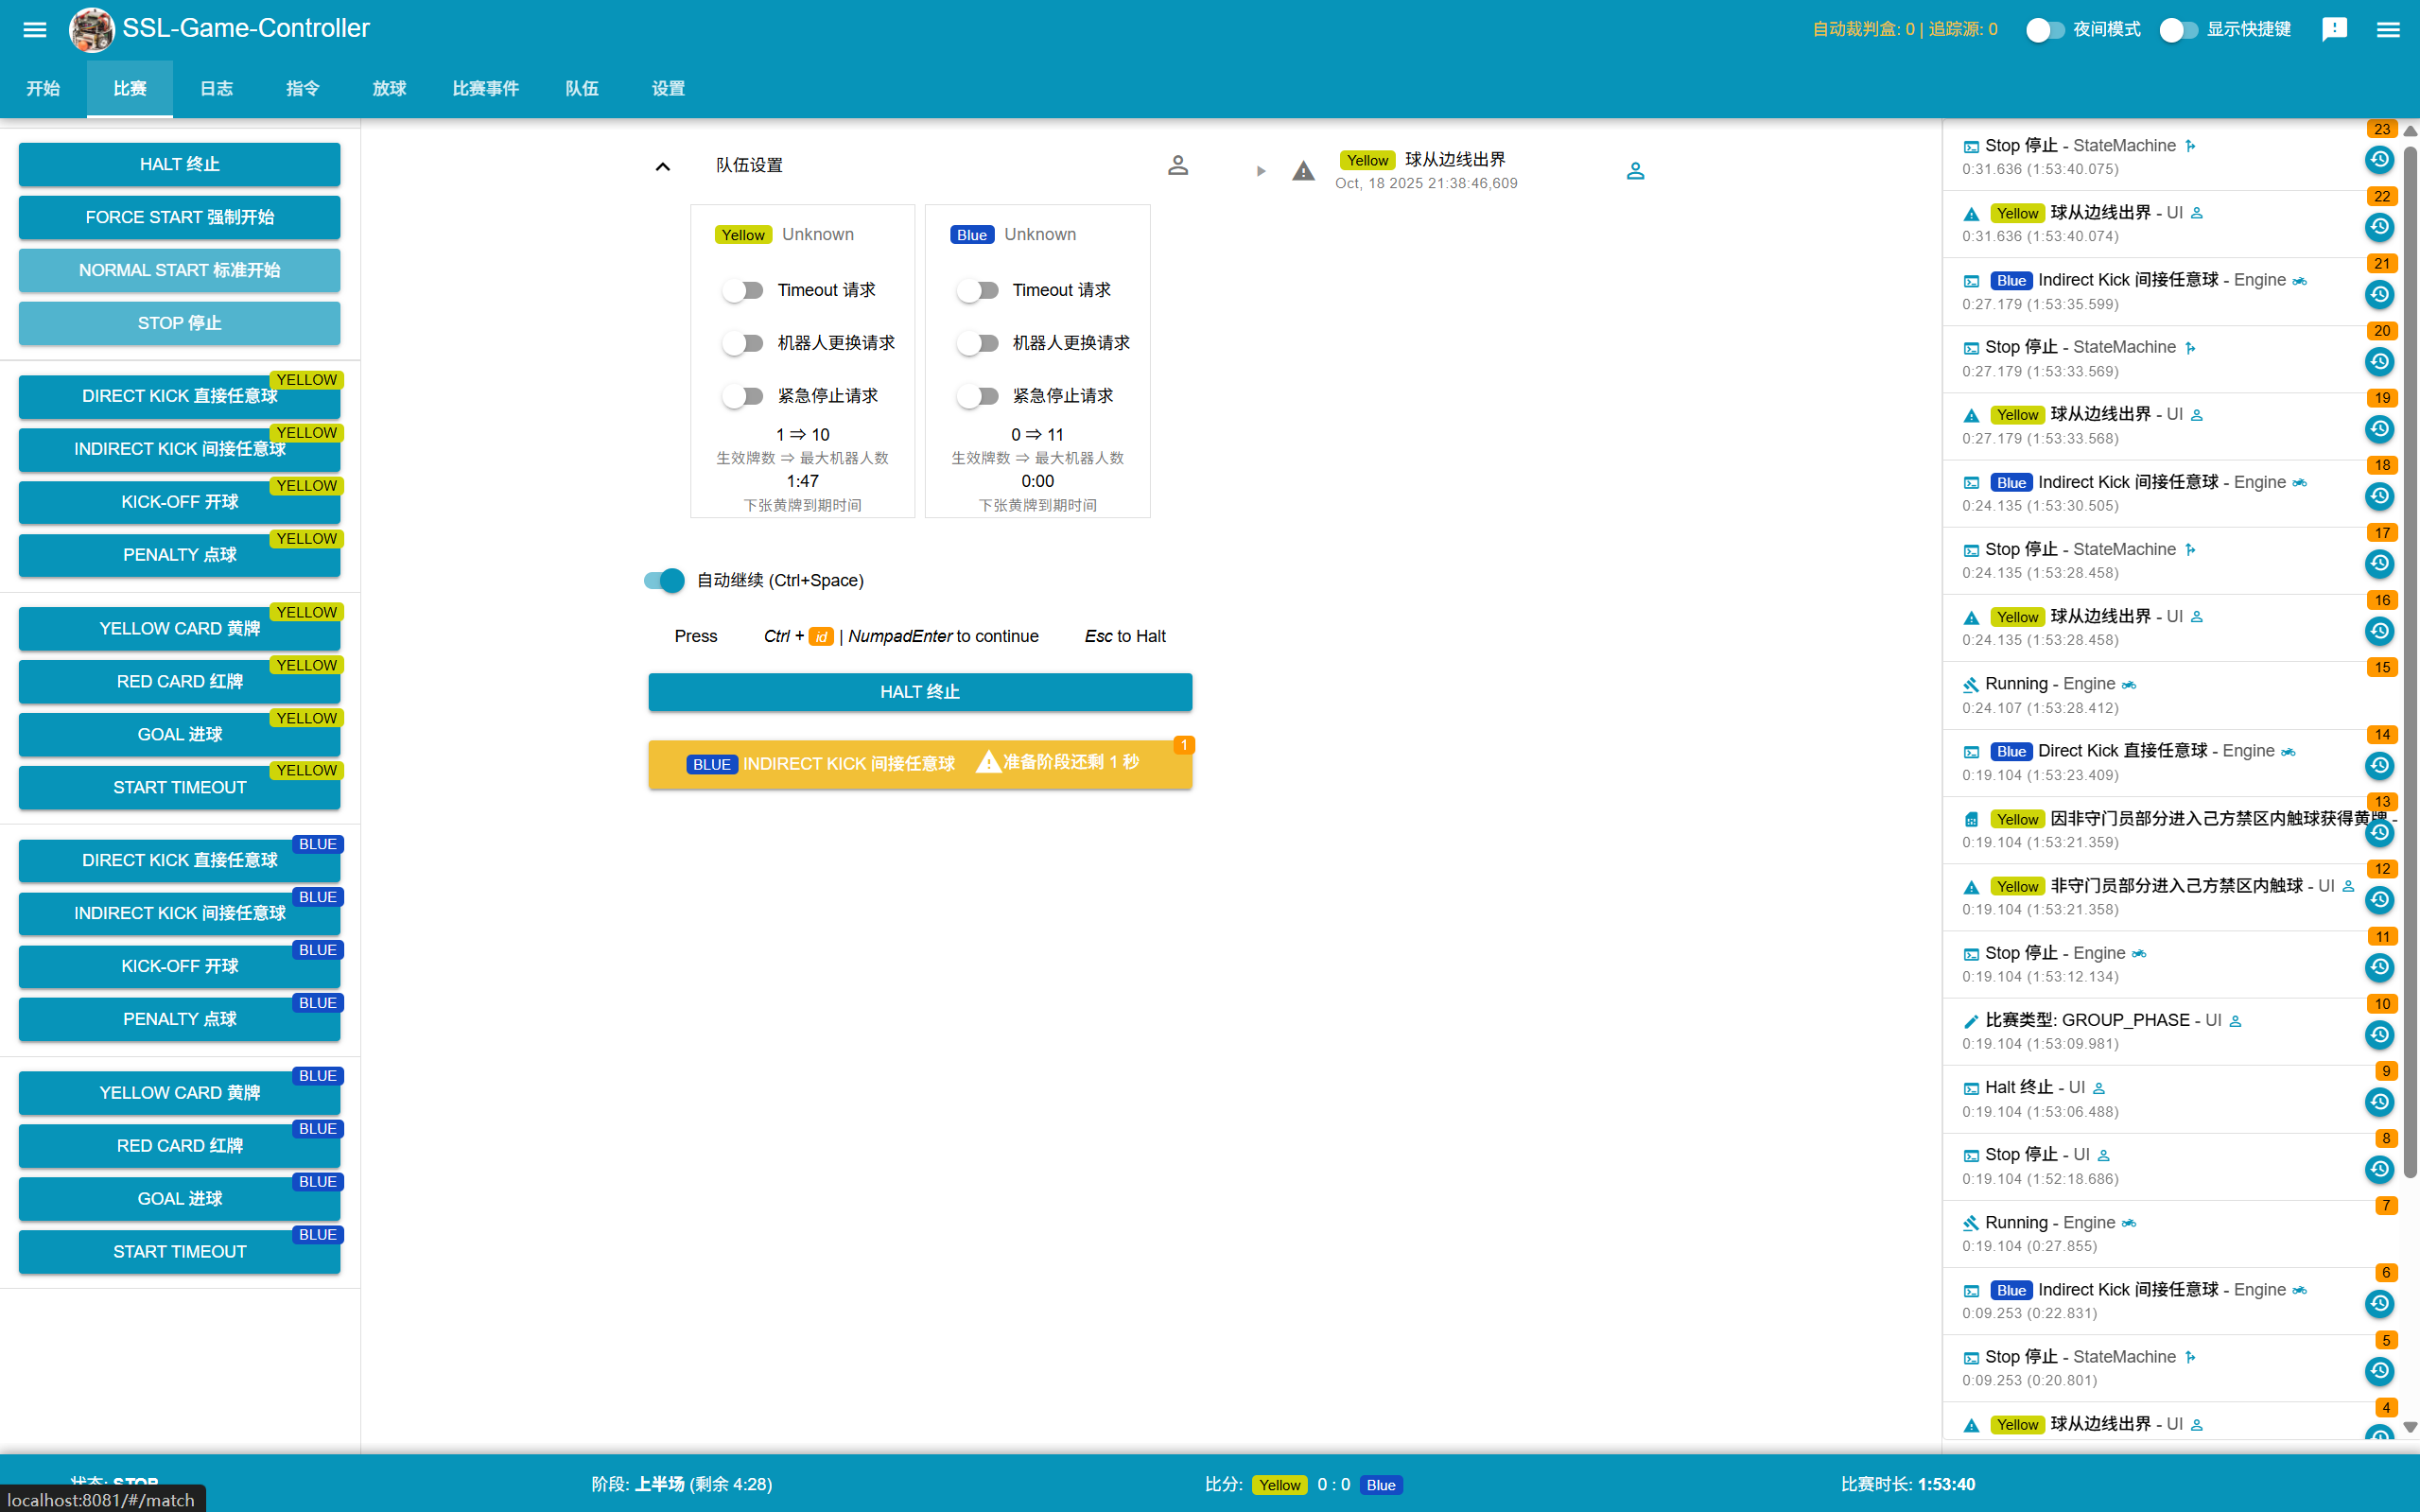 SSL-Game-Controller
自动裁判盒: 0 | 追踪源: 0
夜间模式
显示快捷键
开始
比赛
日志
指令
放球
比赛事件
队伍
设置
HALT 终止
FORCE START 强制开始
NORMAL START 标准开始
STOP 停止
YELLOW
DIRECT KICK 直接任意球
YELLOW
INDIRECT KICK 间接任意球
YELLOW
KICK-OFF 开球
YELLOW
PENALTY 点球
YELLOW
YELLOW CARD 黄牌
YELLOW
RED CARD 红牌
YELLOW
GOAL 进球
YELLOW
START TIMEOUT
BLUE
DIRECT KICK 直接任意球
BLUE
INDIRECT KICK 间接任意球
BLUE
KICK-OFF 开球
BLUE
PENALTY 点球
BLUE
YELLOW CARD 黄牌
BLUE
RED CARD 红牌
BLUE
GOAL 进球
BLUE
START TIMEOUT
队伍设置
Yellow Unknown
Timeout 请求
机器人更换请求
紧急停止请求
1 ⇒ 10
生效牌数 ⇒ 最大机器人数
1:47
下张黄牌到期时间
Blue Unknown
Timeout 请求
机器人更换请求
紧急停止请求
0 ⇒ 11
生效牌数 ⇒ 最大机器人数
0:00
下张黄牌到期时间
自动继续 (Ctrl+Space)
Press Ctrl + id | NumpadEnter to continue Esc to Halt
HALT 终止
1
BLUE INDIRECT KICK 间接任意球 准备阶段还剩 1 秒
Yellow 球从边线出界
Oct, 18 2025 21:38:46,609
23
Stop 停止 - StateMachine
0:31.636 (1:53:40.075)
22
Yellow 球从边线出界 - UI
0:31.636 (1:53:40.074)
21
Blue Indirect Kick 间接任意球 - Engine
0:27.179 (1:53:35.599)
20
Stop 停止 - StateMachine
0:27.179 (1:53:33.569)
19
Yellow 球从边线出界 - UI
0:27.179 (1:53:33.568)
18
Blue Indirect Kick 间接任意球 - Engine
0:24.135 (1:53:30.505)
17
Stop 停止 - StateMachine
0:24.135 (1:53:28.458)
16
Yellow 球从边线出界 - UI
0:24.135 (1:53:28.458)
15
Running - Engine
0:24.107 (1:53:28.412)
14
Blue Direct Kick 直接任意球 - Engine
0:19.104 (1:53:23.409)
13
Yellow 因非守门员部分进入己方禁区内触球获得黄牌 -
0:19.104 (1:53:21.359)
12
Yellow 非守门员部分进入己方禁区内触球 - UI
0:19.104 (1:53:21.358)
11
Stop 停止 - Engine
0:19.104 (1:53:12.134)
10
比赛类型: GROUP_PHASE - UI
0:19.104 (1:53:09.981)
9
Halt 终止 - UI
0:19.104 (1:53:06.488)
8
Stop 停止 - UI
0:19.104 (1:52:18.686)
7
Running - Engine
0:19.104 (0:27.855)
6
Blue Indirect Kick 间接任意球 - Engine
0:09.253 (0:22.831)
5
Stop 停止 - StateMachine
0:09.253 (0:20.801)
4
Yellow 球从边线出界 - UI
状态: STOP
阶段: 上半场 (剩余 4:28)
比分: Yellow 0 : 0 Blue
比赛时长: 1:53:40
localhost:8081/#/match